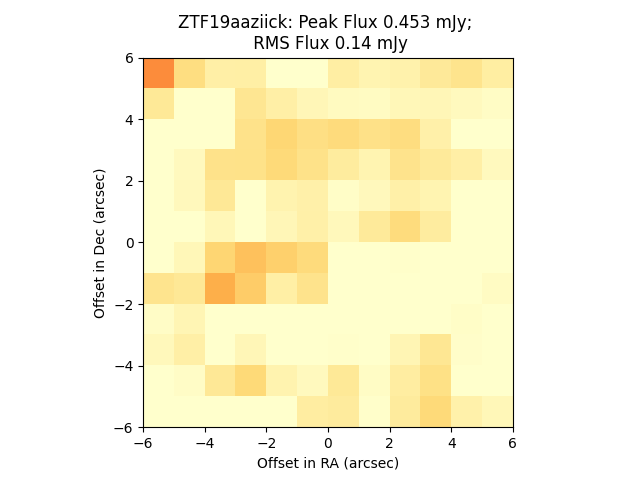 ZTF19aaziick: Peak Flux 0.453 mJy;
RMS Flux 0.14 mJy
6
4
2
0
−2
−4
−6
Offset in Dec (arcsec)
−6 −4 −2 0 2 4 6
Offset in RA (arcsec)